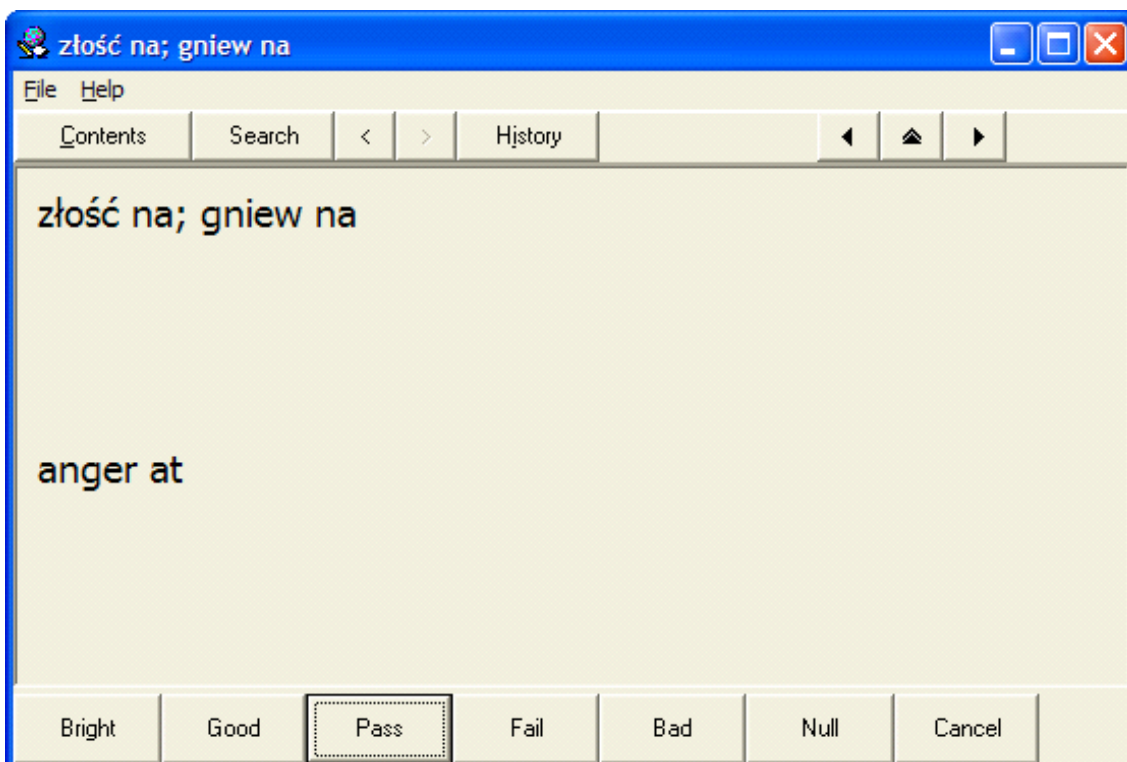 złość na; gniew na
File Help
Contents Search < > History
złość na; gniew na
anger at
Bright Good Pass Fail Bad Null Cancel